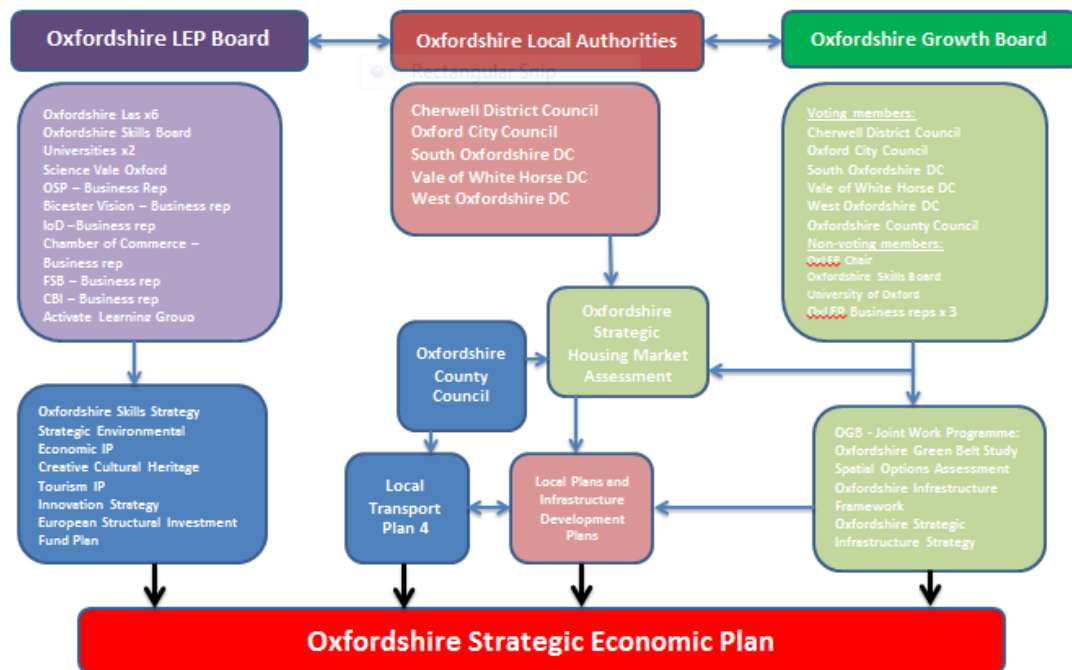 Oxfordshire LEP Board
Oxfordshire Local Authorities
Oxfordshire Growth Board
Rectangular Snip
Oxfordshire Las x6
Oxfordshire Skills Board
Universities x2
Science Vale Oxford
OSP – Business Rep
Bicester Vision – Business rep
IoD –Business rep
Chamber of Commerce –
Business rep
FSB – Business rep
CBI – Business rep
Activate Learning Group
Cherwell District Council
Oxford City Council
South Oxfordshire DC
Vale of White Horse DC
West Oxfordshire DC
Voting members:
Cherwell District Council
Oxford City Council
South Oxfordshire DC
Vale of White Horse DC
West Oxfordshire DC
Oxfordshire County Council
Non-voting members:
OxLEP Chair
Oxfordshire Skills Board
University of Oxford
OxLEP Business reps x 3
Oxfordshire
Strategic
Housing Market
Assessment
Oxfordshire
County
Council
Oxfordshire Skills Strategy
Strategic Environmental
Economic IP
Creative Cultural Heritage
Tourism IP
Innovation Strategy
European Structural Investment
Fund Plan
Local
Transport
Plan 4
Local Plans and
Infrastructure
Development
Plans
OGB - Joint Work Programme:
Oxfordshire Green Belt Study
Spatial Options Assessment
Oxfordshire Infrastructure
Framework
Oxfordshire Strategic
Infrastructure Strategy
Oxfordshire Strategic Economic Plan